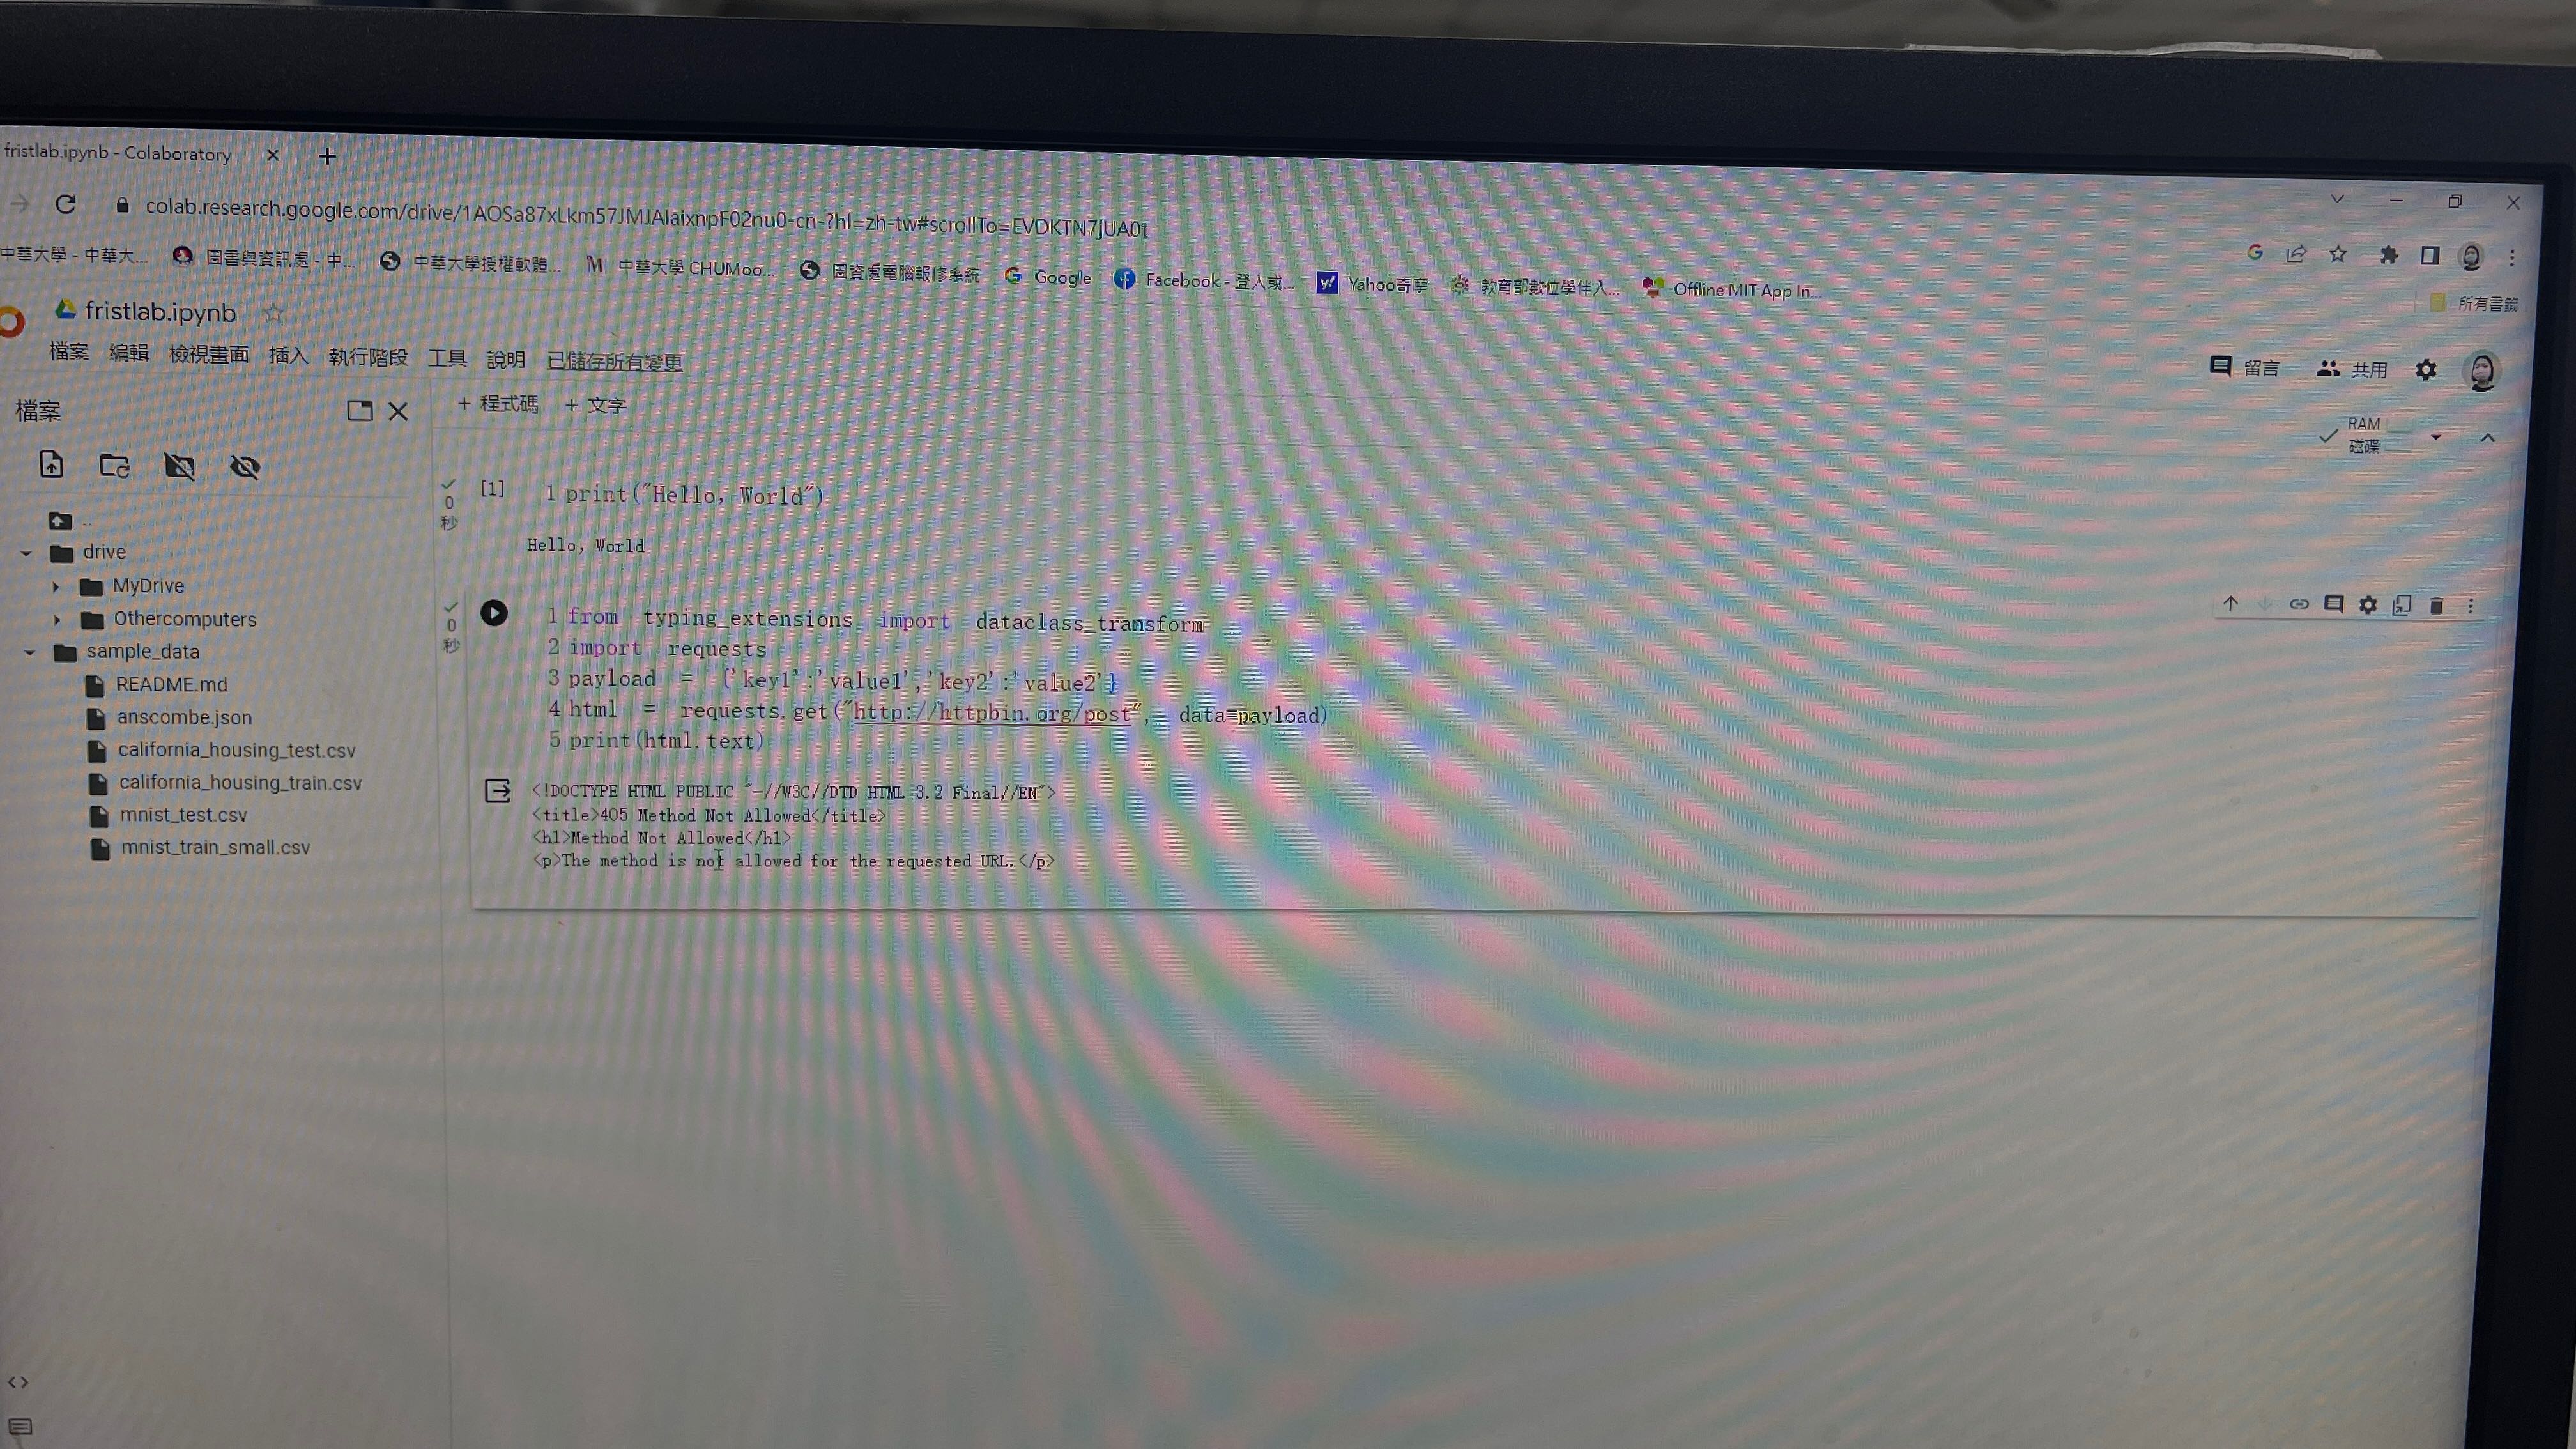 fristlab.ipynb - Colaboratory
colab.research.google.com/drive/1AOSa87xLkm57JMJAlaixnpF02nu0-cn-?hl=zh-tw#scrollTo=EVDKTN7jUA0t
中華大學 - 中華大... 圖書與資訊處 - 中... 中華大學授權軟體... 中華大學 CHUMoo... 圖資處電腦報修系統 Google Facebook - 登入或... Yahoo奇摩 教育部數位學伴入... Offline MIT App In...
所有書籤
fristlab.ipynb
檔案 編輯 檢視畫面 插入 執行階段 工具 說明 已儲存所有變更
留言 共用
檔案
+ 程式碼 + 文字
RAM
磁碟
..
drive
MyDrive
Othercomputers
sample_data
README.md
anscombe.json
california_housing_test.csv
california_housing_train.csv
mnist_test.csv
mnist_train_small.csv
0
秒
[1] 1 print("Hello, World")
Hello, World
0
秒
1 from typing_extensions import dataclass_transform
2 import requests
3 payload = {'key1':'value1','key2':'value2'}
4 html = requests.get("http://httpbin.org/post", data=payload)
5 print(html.text)
<!DOCTYPE HTML PUBLIC "-//W3C//DTD HTML 3.2 Final//EN">
<title>405 Method Not Allowed</title>
<h1>Method Not Allowed</h1>
<p>The method is not allowed for the requested URL.</p>